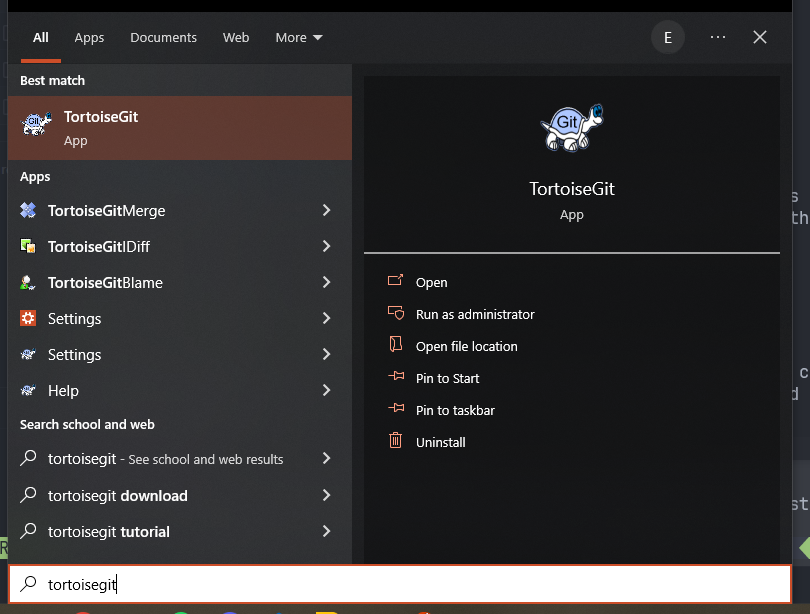 All Apps Documents Web More E
Best match
TortoiseGit
App
Git
Git
TortoiseGit
App
Apps
TortoiseGitMerge
TortoiseGitIDiff
TortoiseGitBlame
Settings
Settings
Help
Search school and web
tortoisegit - See school and web results
tortoisegit download
tortoisegit tutorial
Open
Run as administrator
Open file location
Pin to Start
Pin to taskbar
Uninstall
tortoisegit